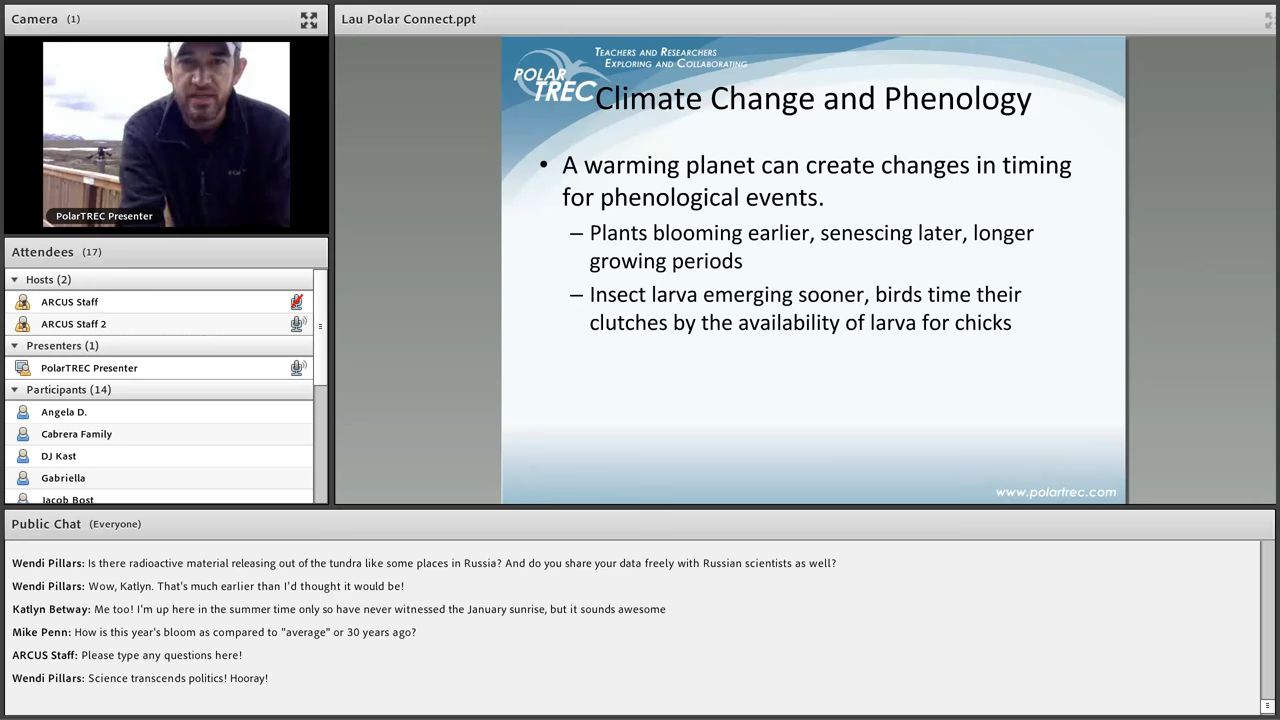 Camera (1)
PolarTREC Presenter
Attendees (17)
Hosts (2)
ARCUS Staff
ARCUS Staff 2
Presenters (1)
PolarTREC Presenter
Participants (14)
Angela D.
Cabrera Family
DJ Kast
Gabriella
Jacob Bost
Lau Polar Connect.ppt
TEACHERS AND RESEARCHERS
EXPLORING AND COLLABORATING
POLAR
TREC
Climate Change and Phenology
• A warming planet can create changes in timing
for phenological events.
– Plants blooming earlier, senescing later, longer
growing periods
– Insect larva emerging sooner, birds time their
clutches by the availability of larva for chicks
www.polartrec.com
Public Chat (Everyone)
Wendi Pillars: Is there radioactive material releasing out of the tundra like some places in Russia? And do you share your data freely with Russian scientists as well?
Wendi Pillars: Wow, Katlyn. That's much earlier than I'd thought it would be!
Katlyn Betway: Me too! I'm up here in the summer time only so have never witnessed the January sunrise, but it sounds awesome
Mike Penn: How is this year's bloom as compared to "average" or 30 years ago?
ARCUS Staff: Please type any questions here!
Wendi Pillars: Science transcends politics! Hooray!